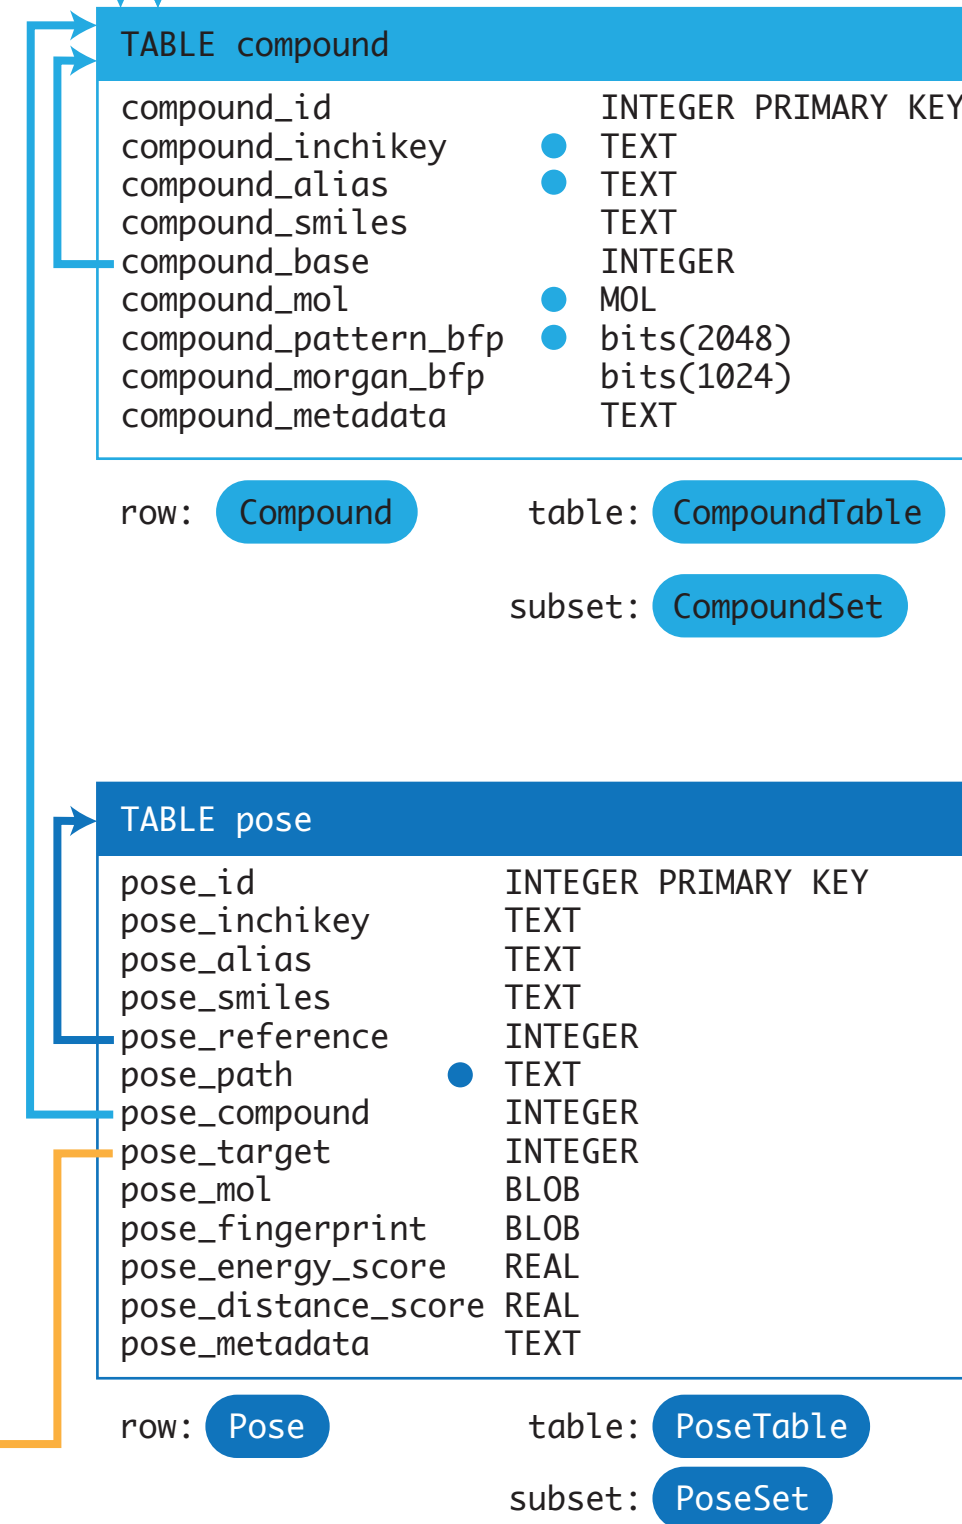 TABLE compound
compound_id INTEGER PRIMARY KEY
compound_inchikey TEXT
compound_alias TEXT
compound_smiles TEXT
compound_base INTEGER
compound_mol MOL
compound_pattern_bfp bits(2048)
compound_morgan_bfp bits(1024)
compound_metadata TEXT
row: Compound table: CompoundTable
subset: CompoundSet
TABLE pose
pose_id INTEGER PRIMARY KEY
pose_inchikey TEXT
pose_alias TEXT
pose_smiles TEXT
pose_reference INTEGER
pose_path TEXT
pose_compound INTEGER
pose_target INTEGER
pose_mol BLOB
pose_fingerprint BLOB
pose_energy_score REAL
pose_distance_score REAL
pose_metadata TEXT
row: Pose table: PoseTable
subset: PoseSet